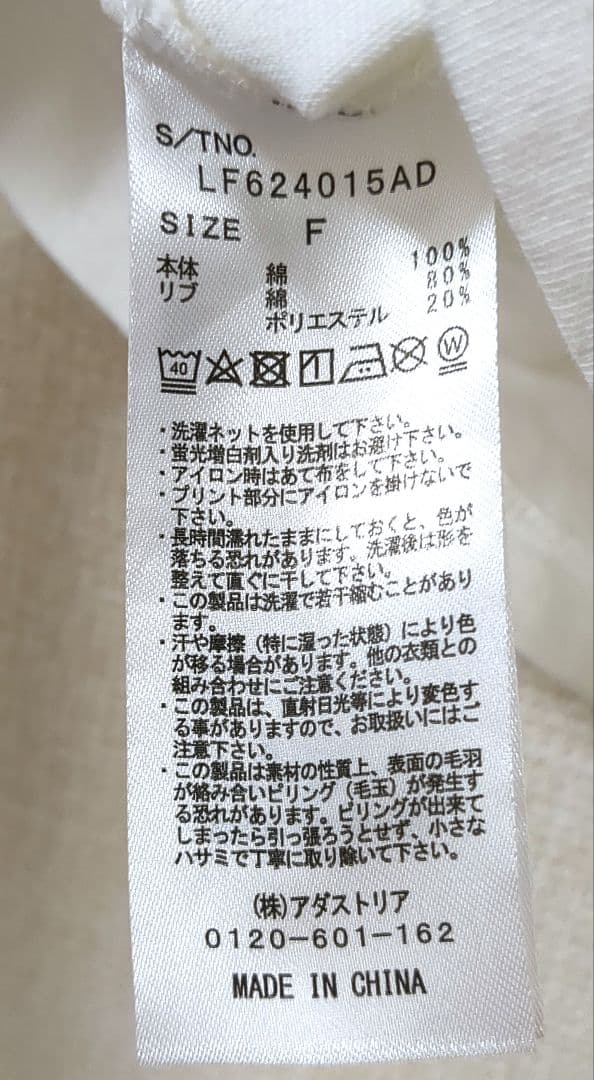 S/TNO.
LF624015AD
SIZE F
本体 綿 100%
リブ 綿 80%
ポリエステル 20%
40 W
・洗濯ネットを使用して下さい。
・蛍光増白剤入り洗剤はお避け下さい。
・アイロン時はあて布をして下さい。
・プリント部分にアイロンを掛けないで
下さい。
・長時間濡れたままにしておくと、色が
落ちる恐れがあります。洗濯後は形を
整えて直ぐに干して下さい。
・この製品は洗濯で若干縮むことがあり
ます。
・汗や摩擦（特に湿った状態）により色
が移る場合があります。他の衣類との
組み合わせにご注意ください。
・この製品は、直射日光等により変色す
る事がありますので、お取扱いにはご
注意下さい。
・この製品は素材の性質上、表面の毛羽
が絡み合いピリング（毛玉）が発生す
る恐れがあります。ピリングが出来て
しまったら引っ張ろうとせず、小さな
ハサミで丁寧に取り除いて下さい。
(株)アダストリア
0120-601-162
MADE IN CHINA